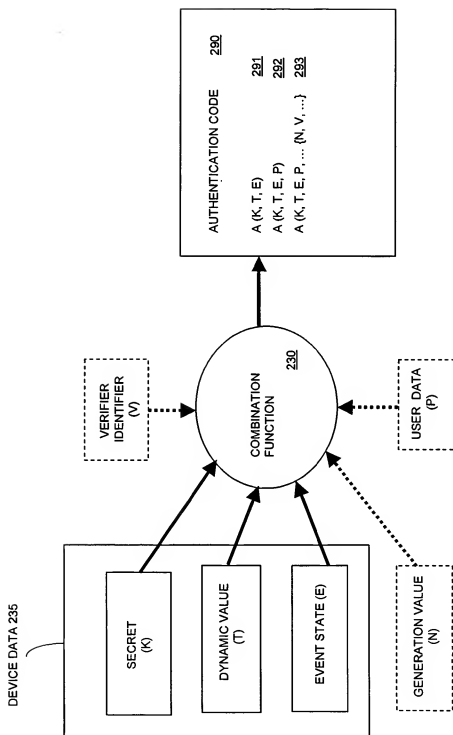 DEVICE DATA 235
SECRET
(K)
DYNAMIC VALUE
(T)
EVENT STATE (E)
GENERATION VALUE
(N)
VERIFIER
IDENTIFIER
(V)
COMBINATION
FUNCTION
230
USER DATA
(P)
AUTHENTICATION CODE 290
A (K, T, E) 291
A (K, T, E, P) 292
A (K, T, E, P, ... {N, V, ...} 293